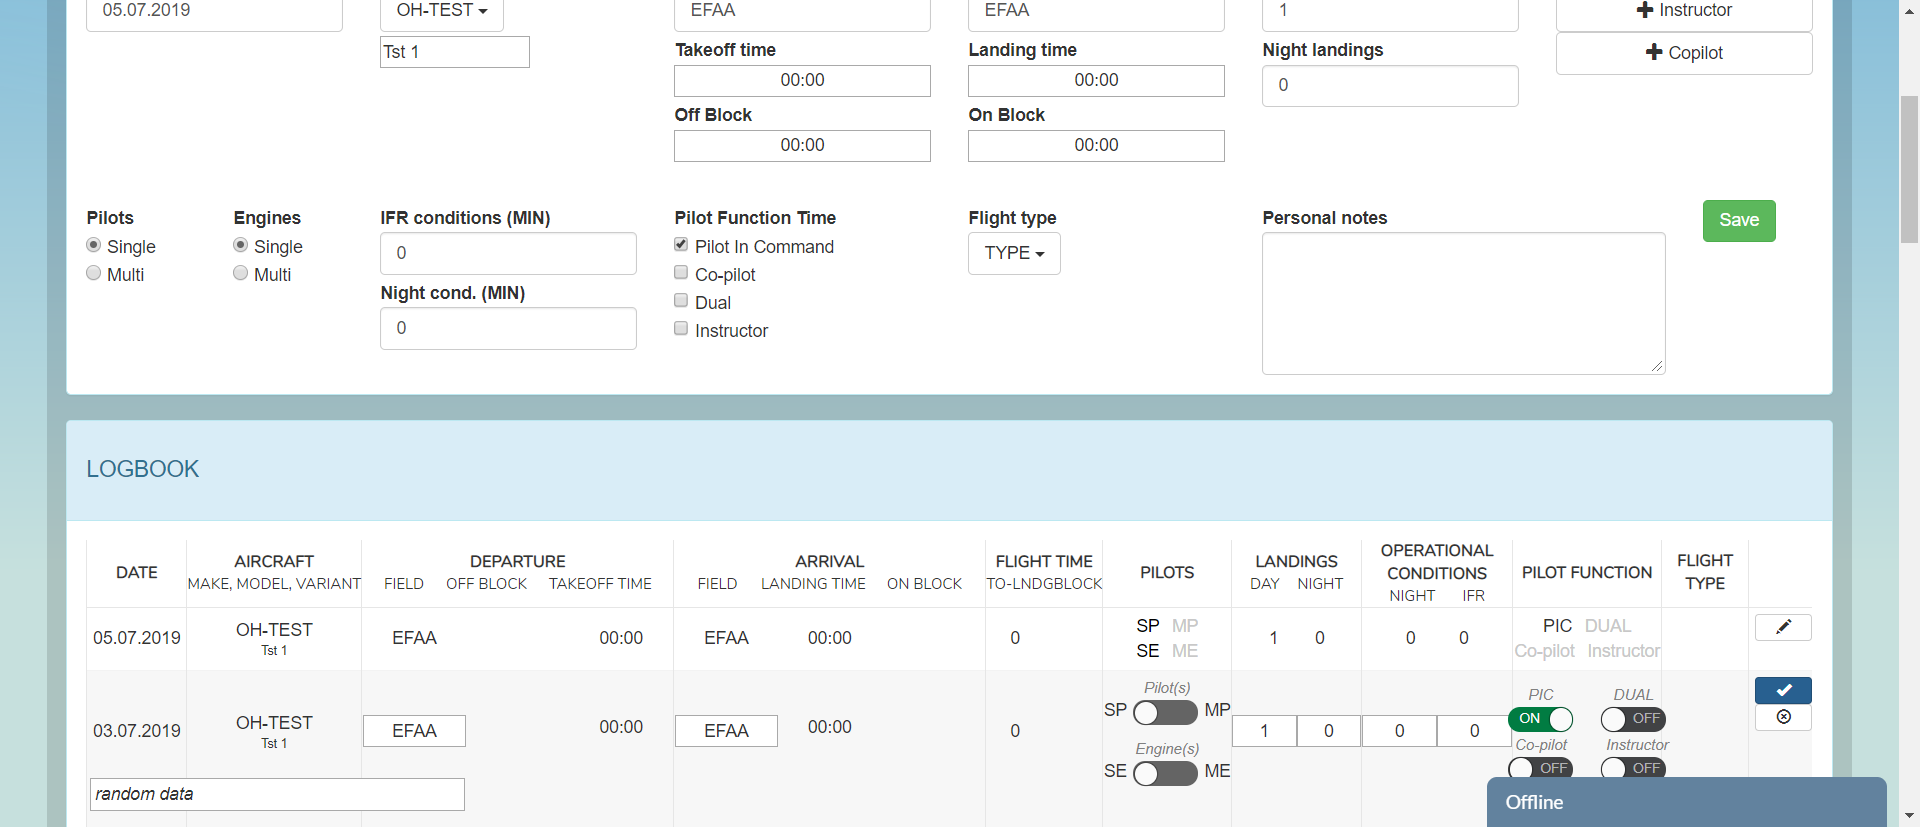 05.07.2019 OH-TEST EFAA EFAA 1 Instructor
Tst 1 Takeoff time Landing time Night landings Copilot
00:00 00:00 0
Off Block On Block
00:00 00:00
Pilots Engines IFR conditions (MIN) Pilot Function Time Flight type Personal notes Save
Single Single 0 Pilot In Command TYPE
Multi Multi Co-pilot
Night cond. (MIN) Dual
0 Instructor
LOGBOOK
DATE AIRCRAFT DEPARTURE ARRIVAL FLIGHT TIME PILOTS LANDINGS OPERATIONAL CONDITIONS PILOT FUNCTION FLIGHT TYPE
MAKE, MODEL, VARIANT FIELD OFF BLOCK TAKEOFF TIME FIELD LANDING TIME ON BLOCK TO-LNDG BLOCK DAY NIGHT NIGHT IFR
05.07.2019 OH-TEST EFAA 00:00 EFAA 00:00 0 SP MP 1 0 0 0 PIC DUAL
Tst 1 SE ME Co-pilot Instructor
Pilot(s) PIC DUAL
SP MP ON OFF
03.07.2019 OH-TEST EFAA 00:00 EFAA 00:00 0 1 0 0 0
Tst 1 Engine(s) Co-pilot Instructor
SE ME OFF OFF
random data
Offline